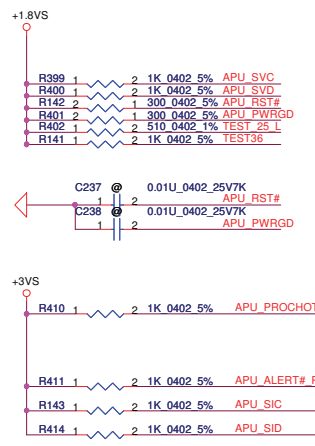 +1.8VS
R399 1 2 1K_0402_5% APU_SVC
R400 1 2 1K_0402_5% APU_SVD
R142 2 1 300_0402_5% APU_RST#
R401 2 1 300_0402_5% APU_PWRGD
R402 1 2 510_0402_1% TEST_25_L
R141 1 2 1K_0402_5% TEST36
C237 @ 0.01U_0402_25V7K
1 2 APU_RST#
C238 @ 0.01U_0402_25V7K
1 2 APU_PWRGD
+3VS
R410 1 2 1K_0402_5% APU_PROCHOT
R411 1 2 1K_0402_5% APU_ALERT#_
R143 1 2 1K_0402_5% APU_SIC
R414 1 2 1K_0402_5% APU_SID